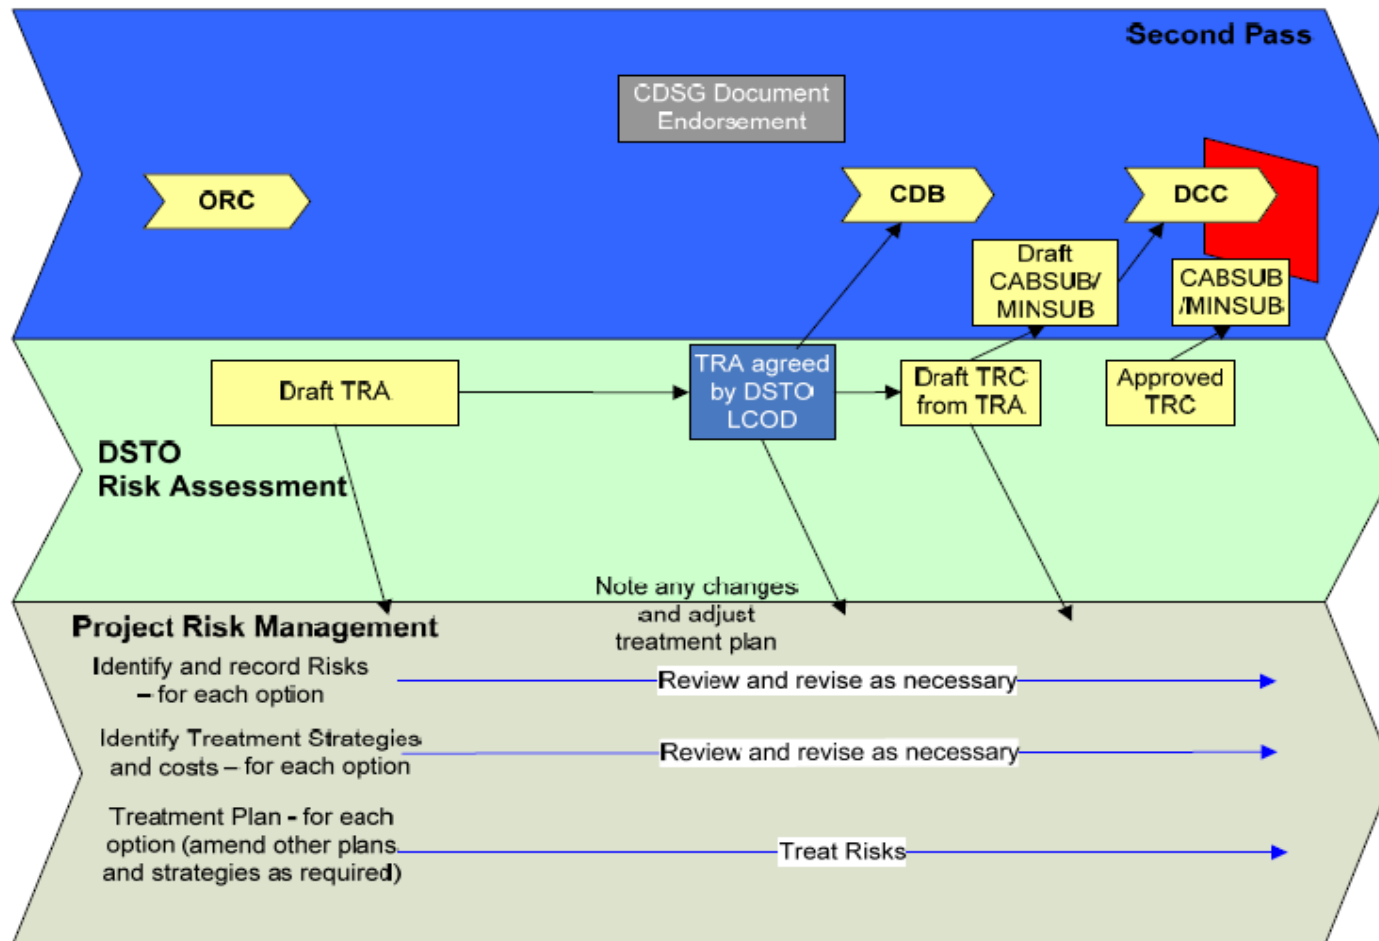 Second Pass
CDSG Document
Endorsement
ORC
CDB
DCC
Draft
CABSUB/
MINSUB
CABSUB
/MINSUB
Draft TRA
TRA agreed
by DSTO
LCOD
Draft TRC
from TRA
Approved
TRC
DSTO
Risk Assessment
Note any changes
and adjust
treatment plan
Project Risk Management
Identify and record Risks
– for each option
Review and revise as necessary
Identify Treatment Strategies
and costs – for each option
Review and revise as necessary
Treatment Plan - for each
option (amend other plans
and strategies as required)
Treat Risks